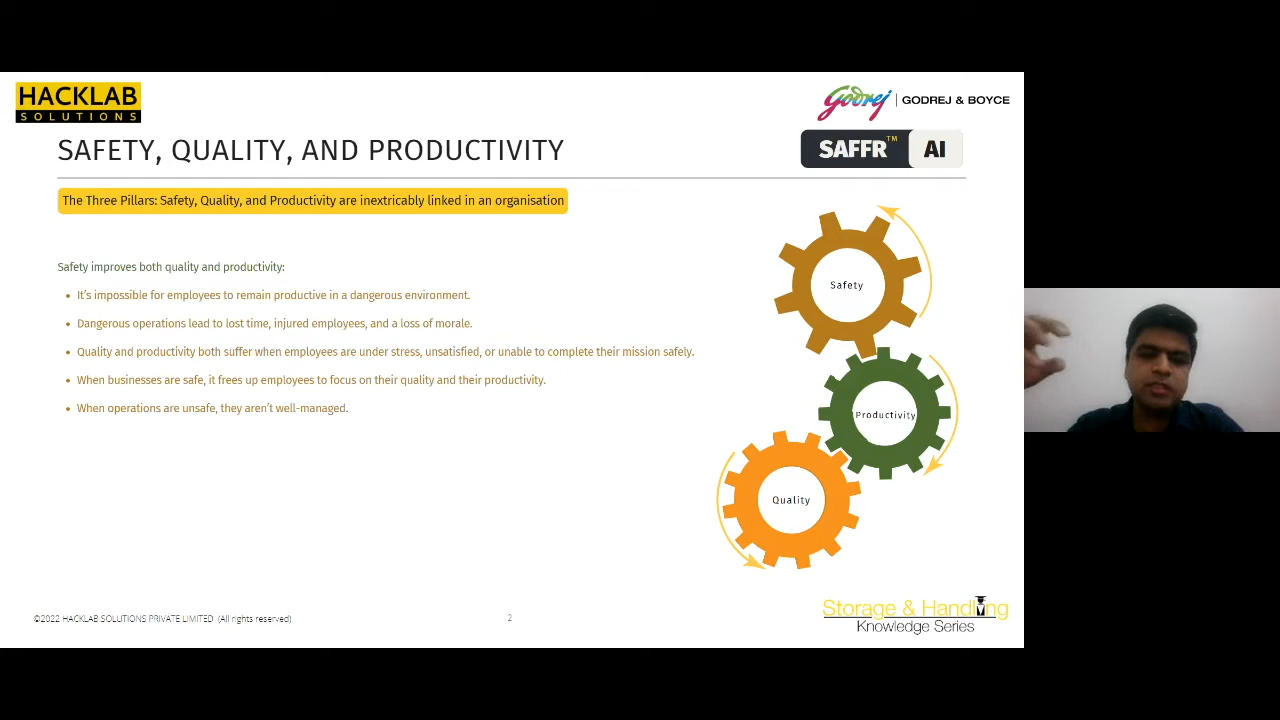 HACKLAB
SOLUTIONS
Godrej | GODREJ & BOYCE
SAFETY, QUALITY, AND PRODUCTIVITY
SAFFR™ AI
The Three Pillars: Safety, Quality, and Productivity are inextricably linked in an organisation
Safety improves both quality and productivity:
• It's impossible for employees to remain productive in a dangerous environment.
• Dangerous operations lead to lost time, injured employees, and a loss of morale.
• Quality and productivity both suffer when employees are under stress, unsatisfied, or unable to complete their mission safely.
• When businesses are safe, it frees up employees to focus on their quality and their productivity.
• When operations are unsafe, they aren't well-managed.
Safety
Productivity
Quality
©2022 HACKLAB SOLUTIONS PRIVATE LIMITED (All rights reserved)
2
Storage & Handling
Knowledge Series